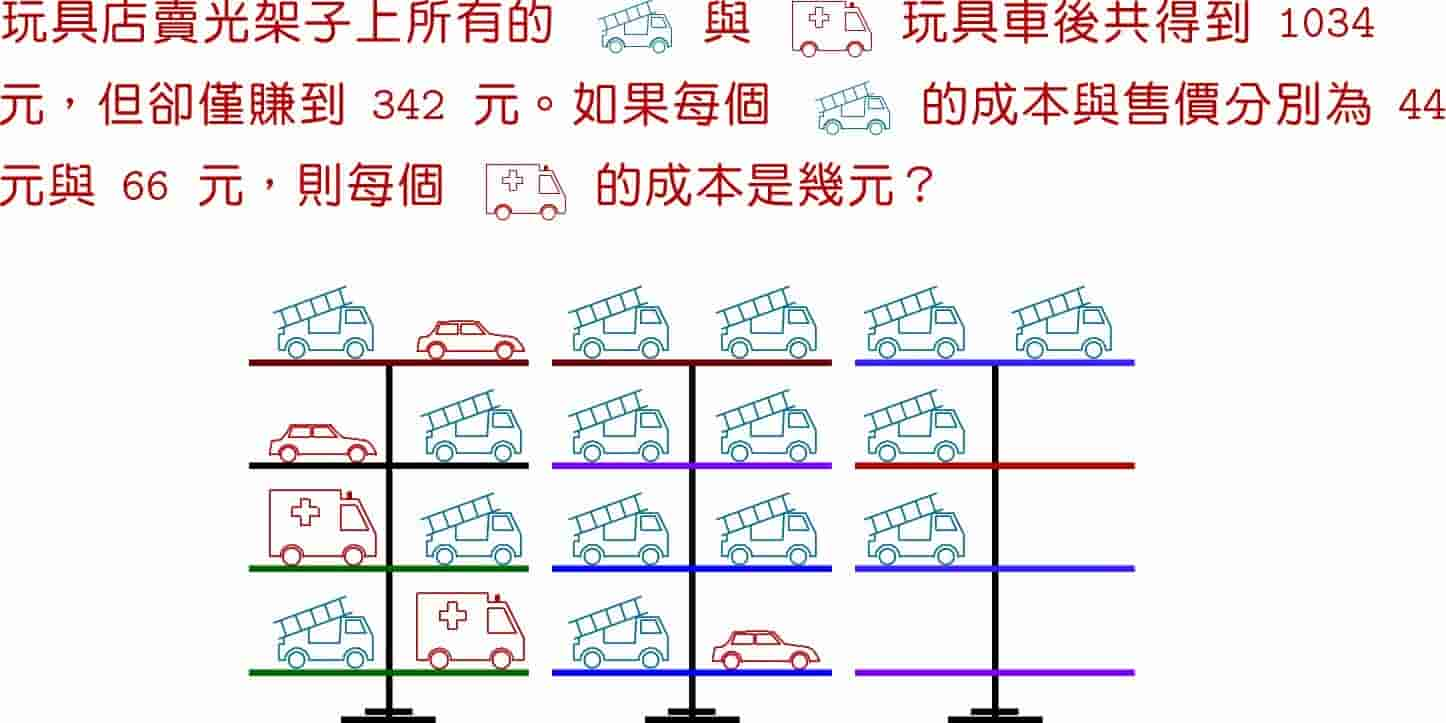 玩具店賣光架子上所有的 與 玩具車後共得到 1034
元，但卻僅賺到 342 元。如果每個 的成本與售價分別為 44
元與 66 元，則每個 的成本是幾元？